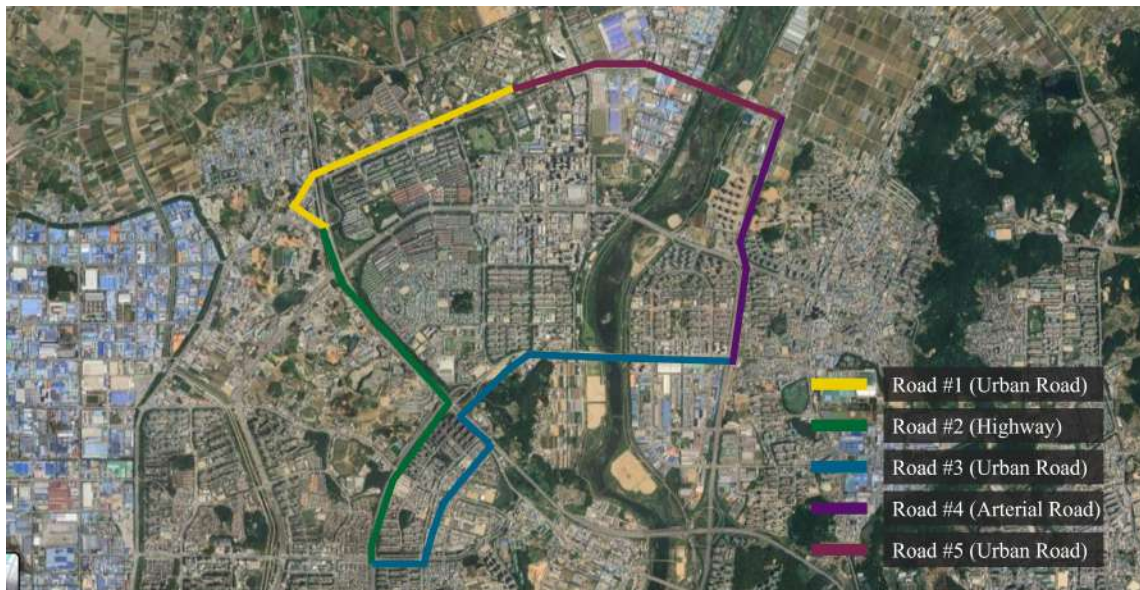 Road #1 (Urban Road)
Road #2 (Highway)
Road #3 (Urban Road)
Road #4 (Arterial Road)
Road #5 (Urban Road)